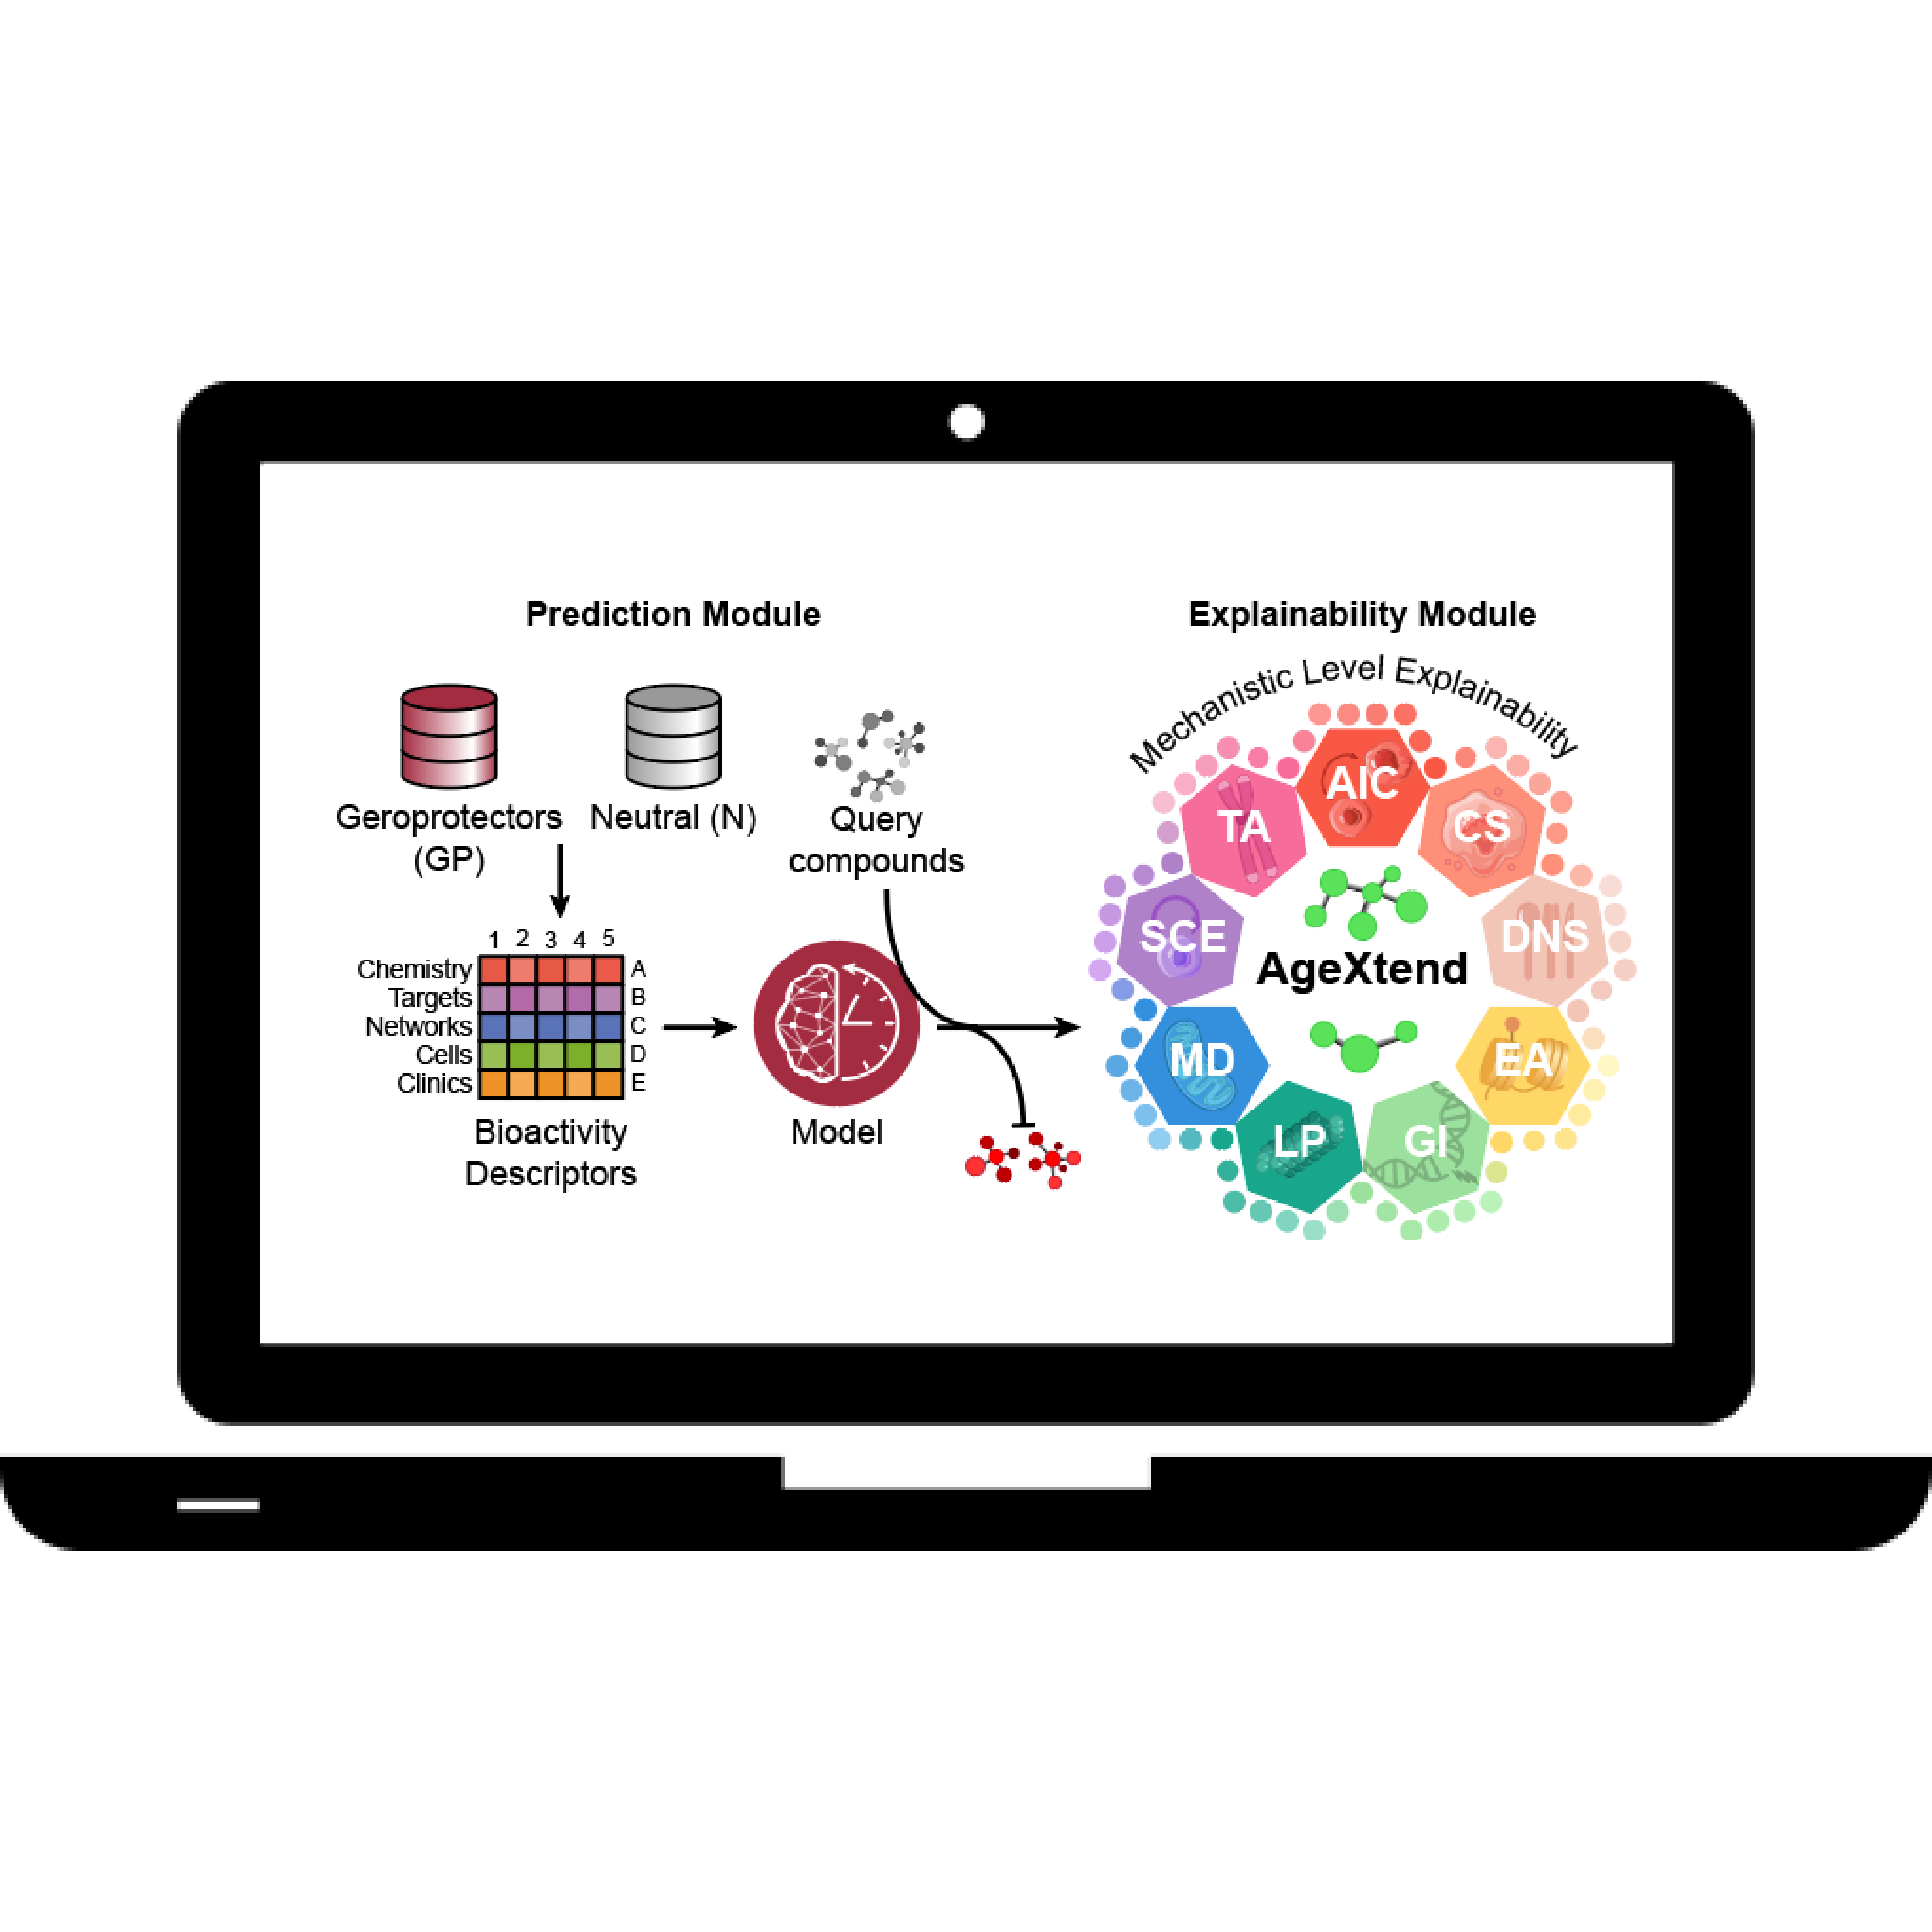 Prediction Module
Geroprotectors
(GP)
Neutral (N)
Query
compounds
1 2 3 4 5
Chemistry A
Targets B
Networks C
Cells D
Clinics E
Bioactivity
Descriptors
Model
Explainability Module
Mechanistic Level Explainability
AIC
CS
DNS
EA
GI
LP
MD
SCE
TA
AgeXtend